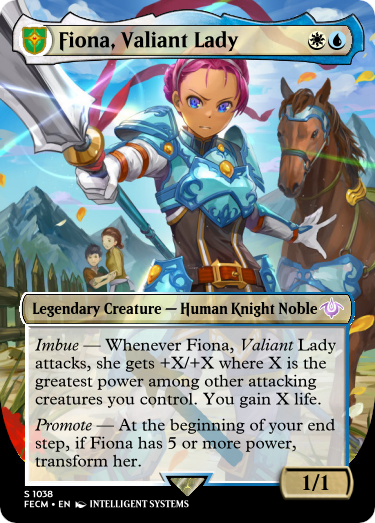 Fiona, Valiant Lady
Legendary Creature — Human Knight Noble
Imbue — Whenever Fiona, Valiant Lady
attacks, she gets +X/+X where X is the
greatest power among other attacking
creatures you control. You gain X life.
Promote — At the beginning of your end
step, if Fiona has 5 or more power,
transform her.
1/1
S 1038
FECM • EN INTELLIGENT SYSTEMS